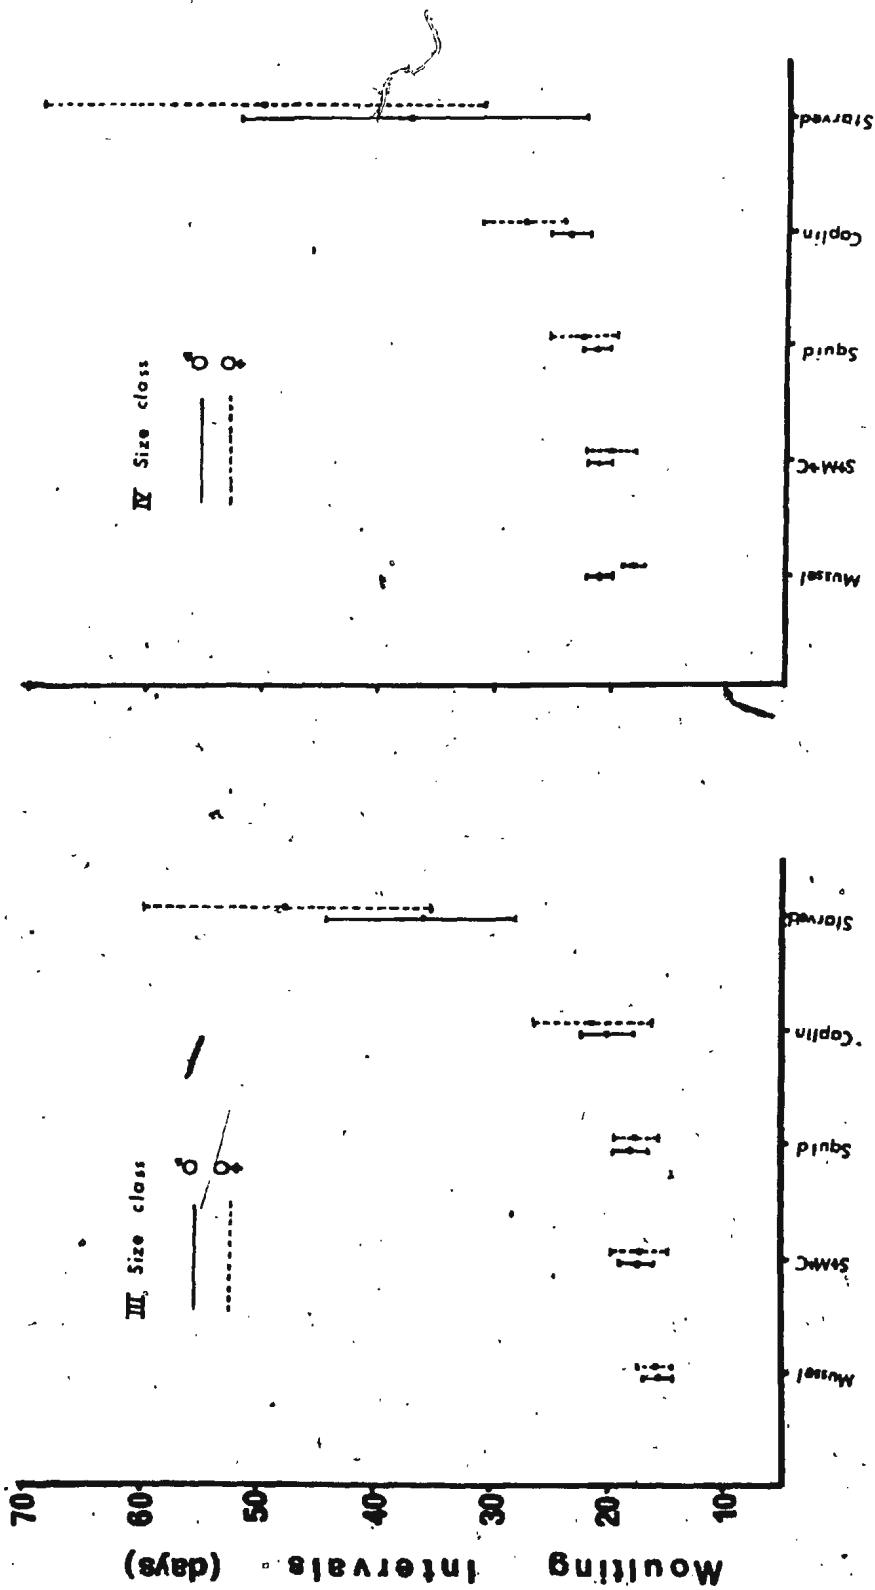 Moulting Intervals (days)
70
60
50
40
30
20
10
III Size class
♂
♀
Mussel
S+M+C
Squid
Caplin
Starved
IV Size class
♂
♀
Mussel
S+M+C
Squid
Caplin
Starved